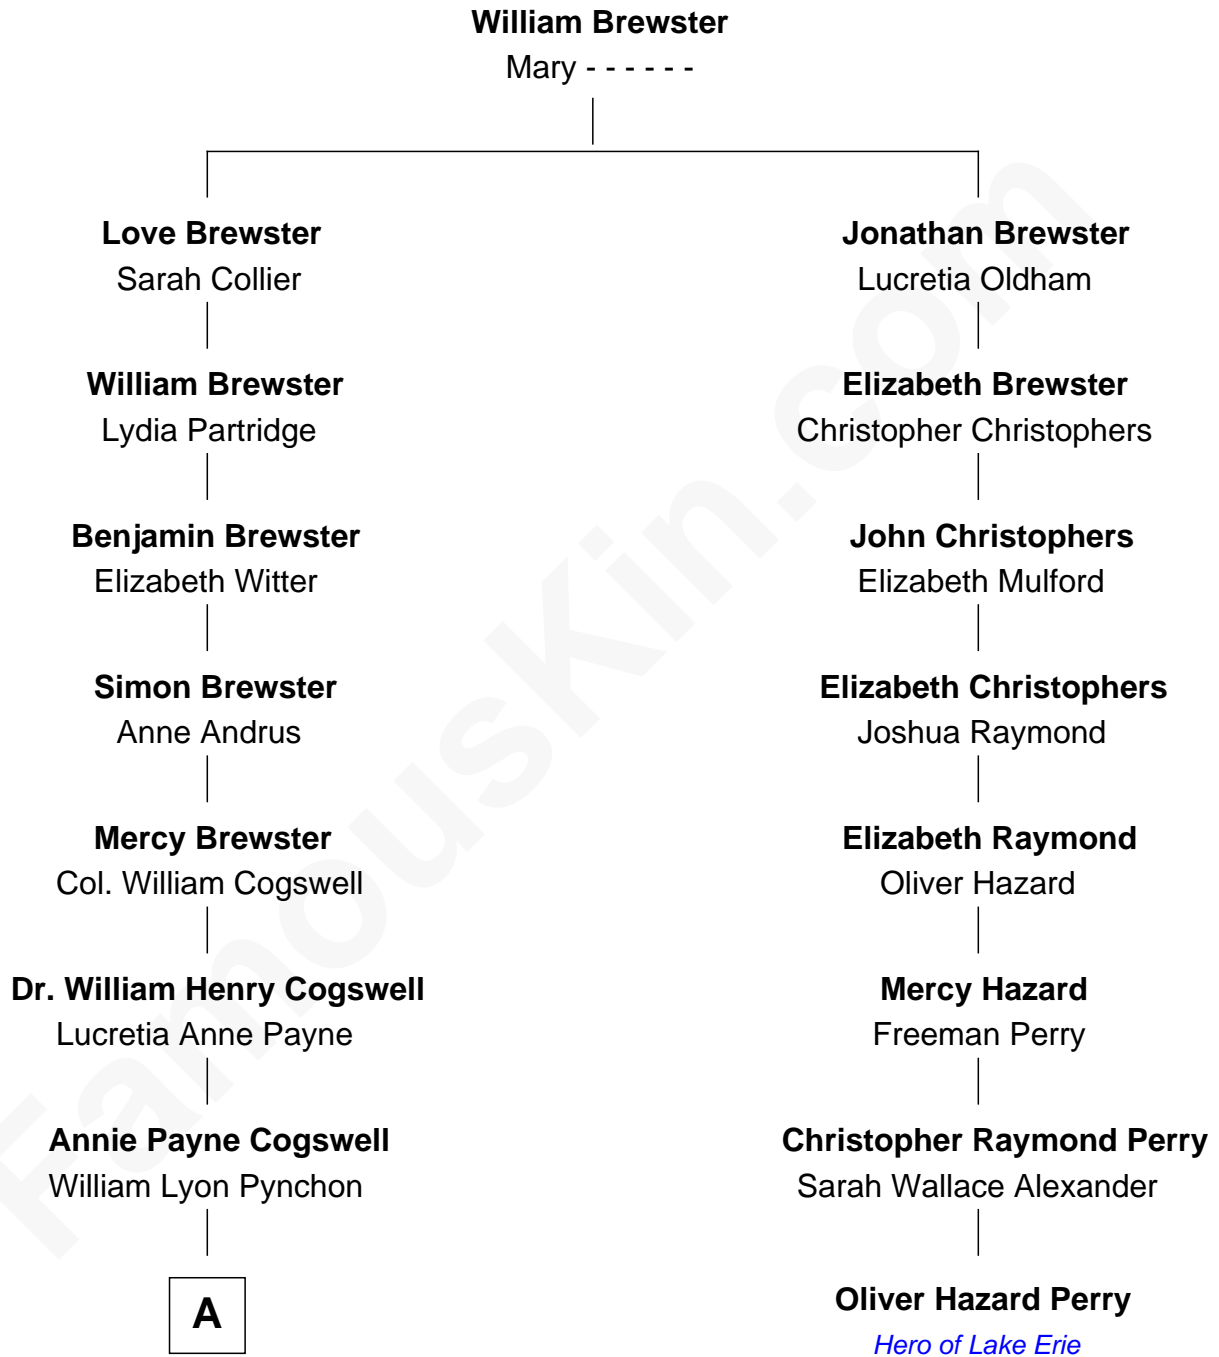 William Brewster
Mary - - - - - -
Love Brewster
Sarah Collier
Jonathan Brewster
Lucretia Oldham
William Brewster
Lydia Partridge
Elizabeth Brewster
Christopher Christophers
Benjamin Brewster
Elizabeth Witter
John Christophers
Elizabeth Mulford
Simon Brewster
Anne Andrus
Elizabeth Christophers
Joshua Raymond
Mercy Brewster
Col. William Cogswell
Elizabeth Raymond
Oliver Hazard
Dr. William Henry Cogswell
Lucretia Anne Payne
Mercy Hazard
Freeman Perry
Annie Payne Cogswell
William Lyon Pynchon
Christopher Raymond Perry
Sarah Wallace Alexander
A
Oliver Hazard Perry
Hero of Lake Erie
FamousKin.com